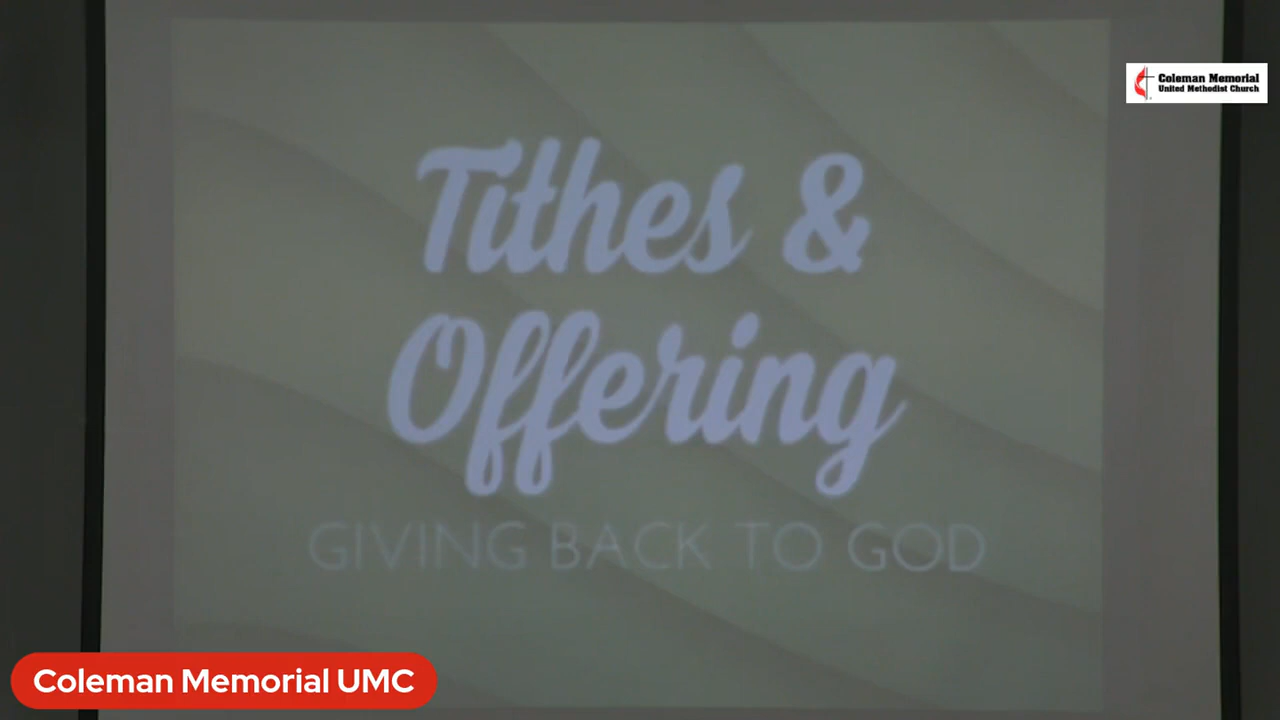 Coleman Memorial
United Methodist Church
Tithes &
Offering
GIVING BACK TO GOD
Coleman Memorial UMC